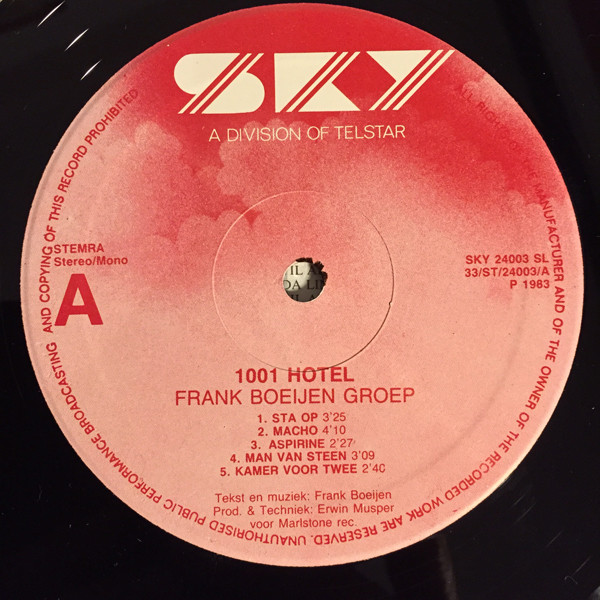 SKY
A DIVISION OF TELSTAR
STEMRA
Stereo/Mono
A
SKY 24003 SL
33/ST/24003/A
P 1983
1001 HOTEL
FRANK BOEIJEN GROEP
1. STA OP 3'25
2. MACHO 4'10
3. ASPIRINE 2'27
4. MAN VAN STEEN 3'09
5. KAMER VOOR TWEE 2'40
Tekst en muziek: Frank Boeijen
Prod. & Techniek: Erwin Musper
voor Marlstone rec.
ALL RIGHTS THE MANUFACTURER AND OF THE OWNER OF THE RECORDED WORK ARE RESERVED. UNAUTHORISED PUBLIC PERFORMANCE BROADCASTING AND COPYING OF THIS RECORD PROHIBITED